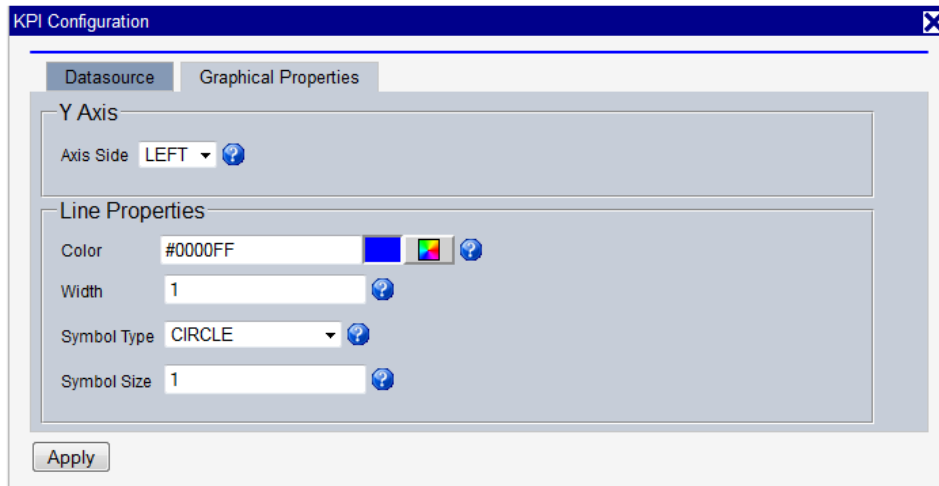 KPI Configuration
Datasource Graphical Properties
Y Axis
Axis Side LEFT
Line Properties
Color #0000FF
Width 1
Symbol Type CIRCLE
Symbol Size 1
Apply